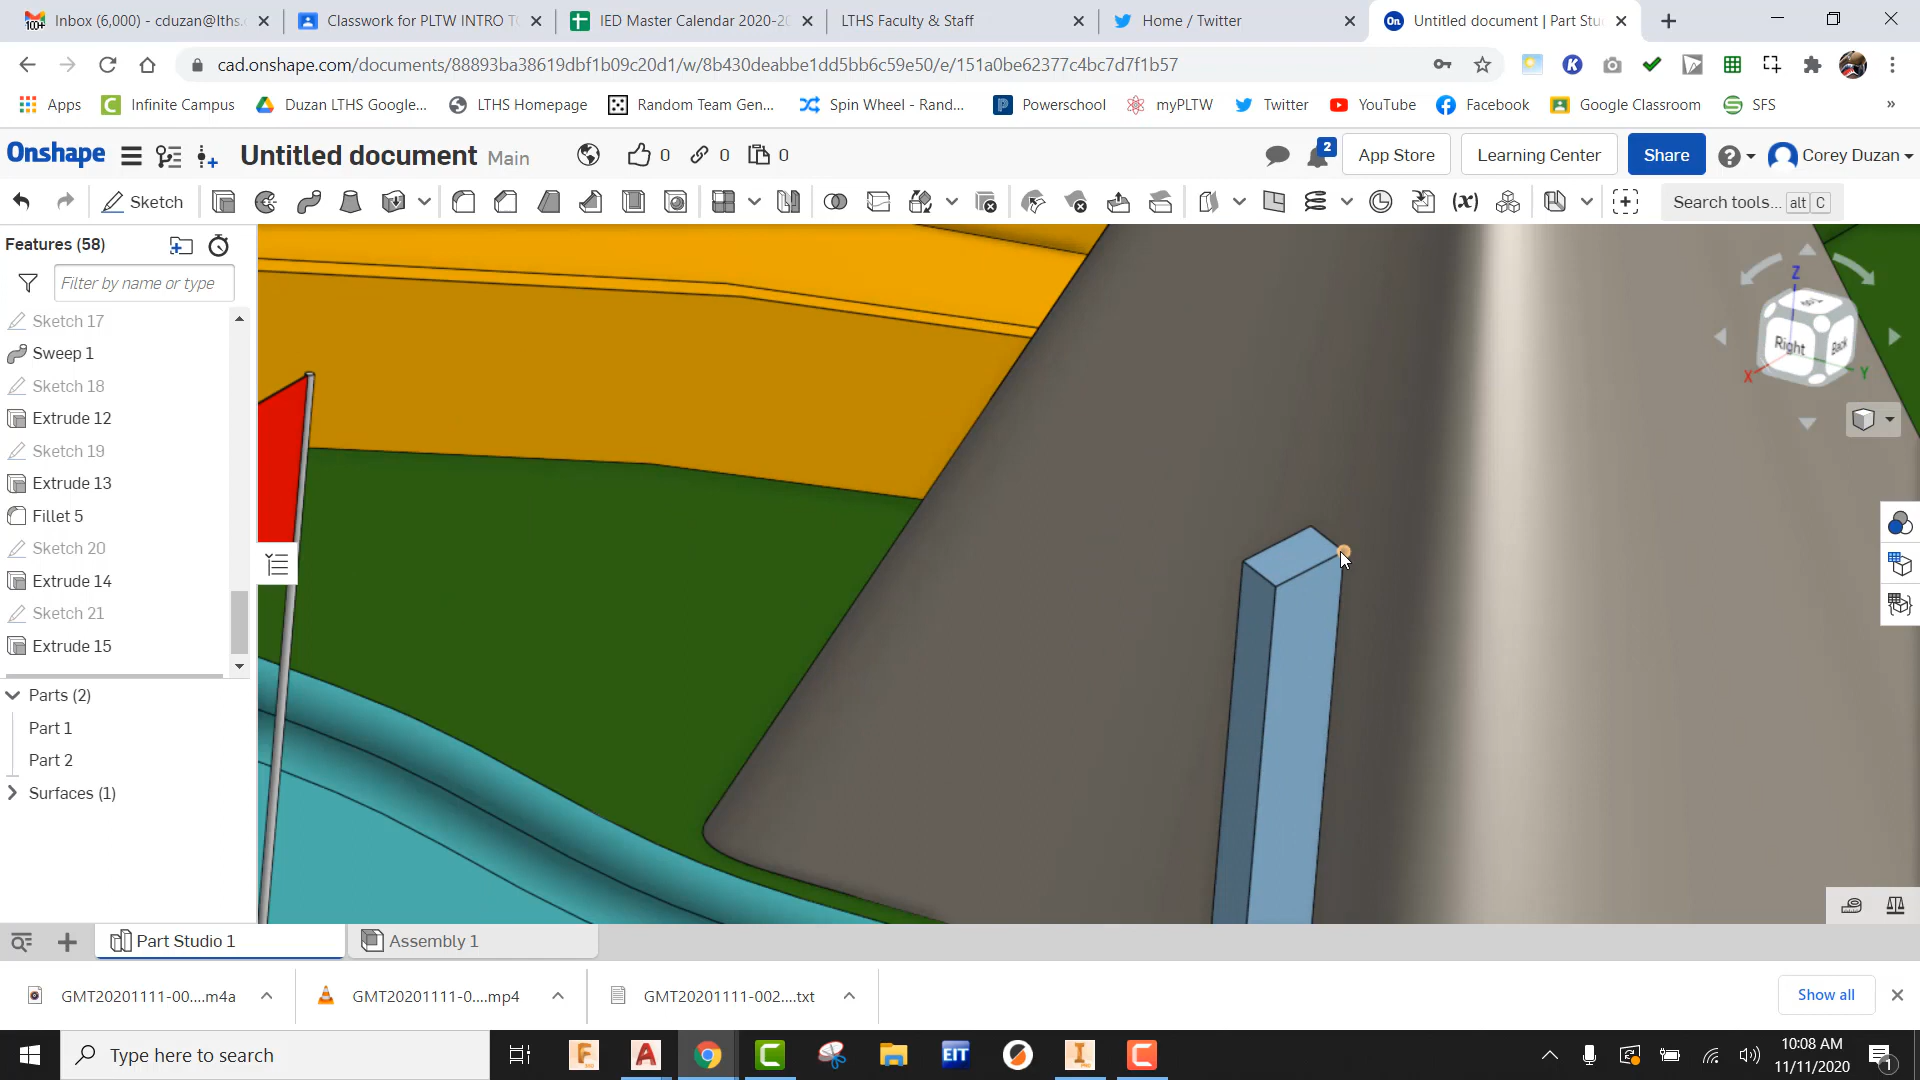 Inbox (6,000) - cduzan@lths.
Classwork for PLTW INTRO T
IED Master Calendar 2020-2
LTHS Faculty & Staff
Home / Twitter
Untitled document | Part Stu
cad.onshape.com/documents/88893ba38619dbf1b09c20d1/w/8b430deabbe1dd5bb6c59e50/e/151a0be62377c4bc7d7f1b57
Apps
Infinite Campus
Duzan LTHS Google...
LTHS Homepage
Random Team Gen...
Spin Wheel - Rand...
Powerschool
myPLTW
Twitter
YouTube
Facebook
Google Classroom
SFS
»
Onshape
Untitled document Main
0
0
0
2
App Store
Learning Center
Share
Corey Duzan
Sketch
(x)
Search tools... alt C
Features (58)
Filter by name or type
Sketch 17
Sweep 1
Sketch 18
Extrude 12
Sketch 19
Extrude 13
Fillet 5
Sketch 20
Extrude 14
Sketch 21
Extrude 15
Parts (2)
Part 1
Part 2
Surfaces (1)
Z
Right
Back
X
Y
Part Studio 1
Assembly 1
GMT20201111-00....m4a
GMT20201111-0....mp4
GMT20201111-002....txt
Show all
Type here to search
EIT
10:08 AM
11/11/2020
1